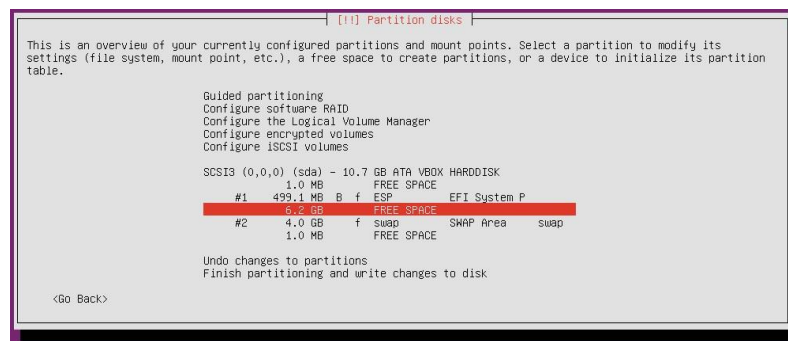 [!!] Partition disks
This is an overview of your currently configured partitions and mount points. Select a partition to modify its
settings (file system, mount point, etc.), a free space to create partitions, or a device to initialize its partition
table.
Guided partitioning
Configure software RAID
Configure the Logical Volume Manager
Configure encrypted volumes
Configure iSCSI volumes
SCSI3 (0,0,0) (sda) – 10.7 GB ATA VBOX HARDDISK
1.0 MB FREE SPACE
#1 499.1 MB B f ESP EFI System P
6.2 GB FREE SPACE
#2 4.0 GB f swap SWAP Area swap
1.0 MB FREE SPACE
Undo changes to partitions
Finish partitioning and write changes to disk
<Go Back>